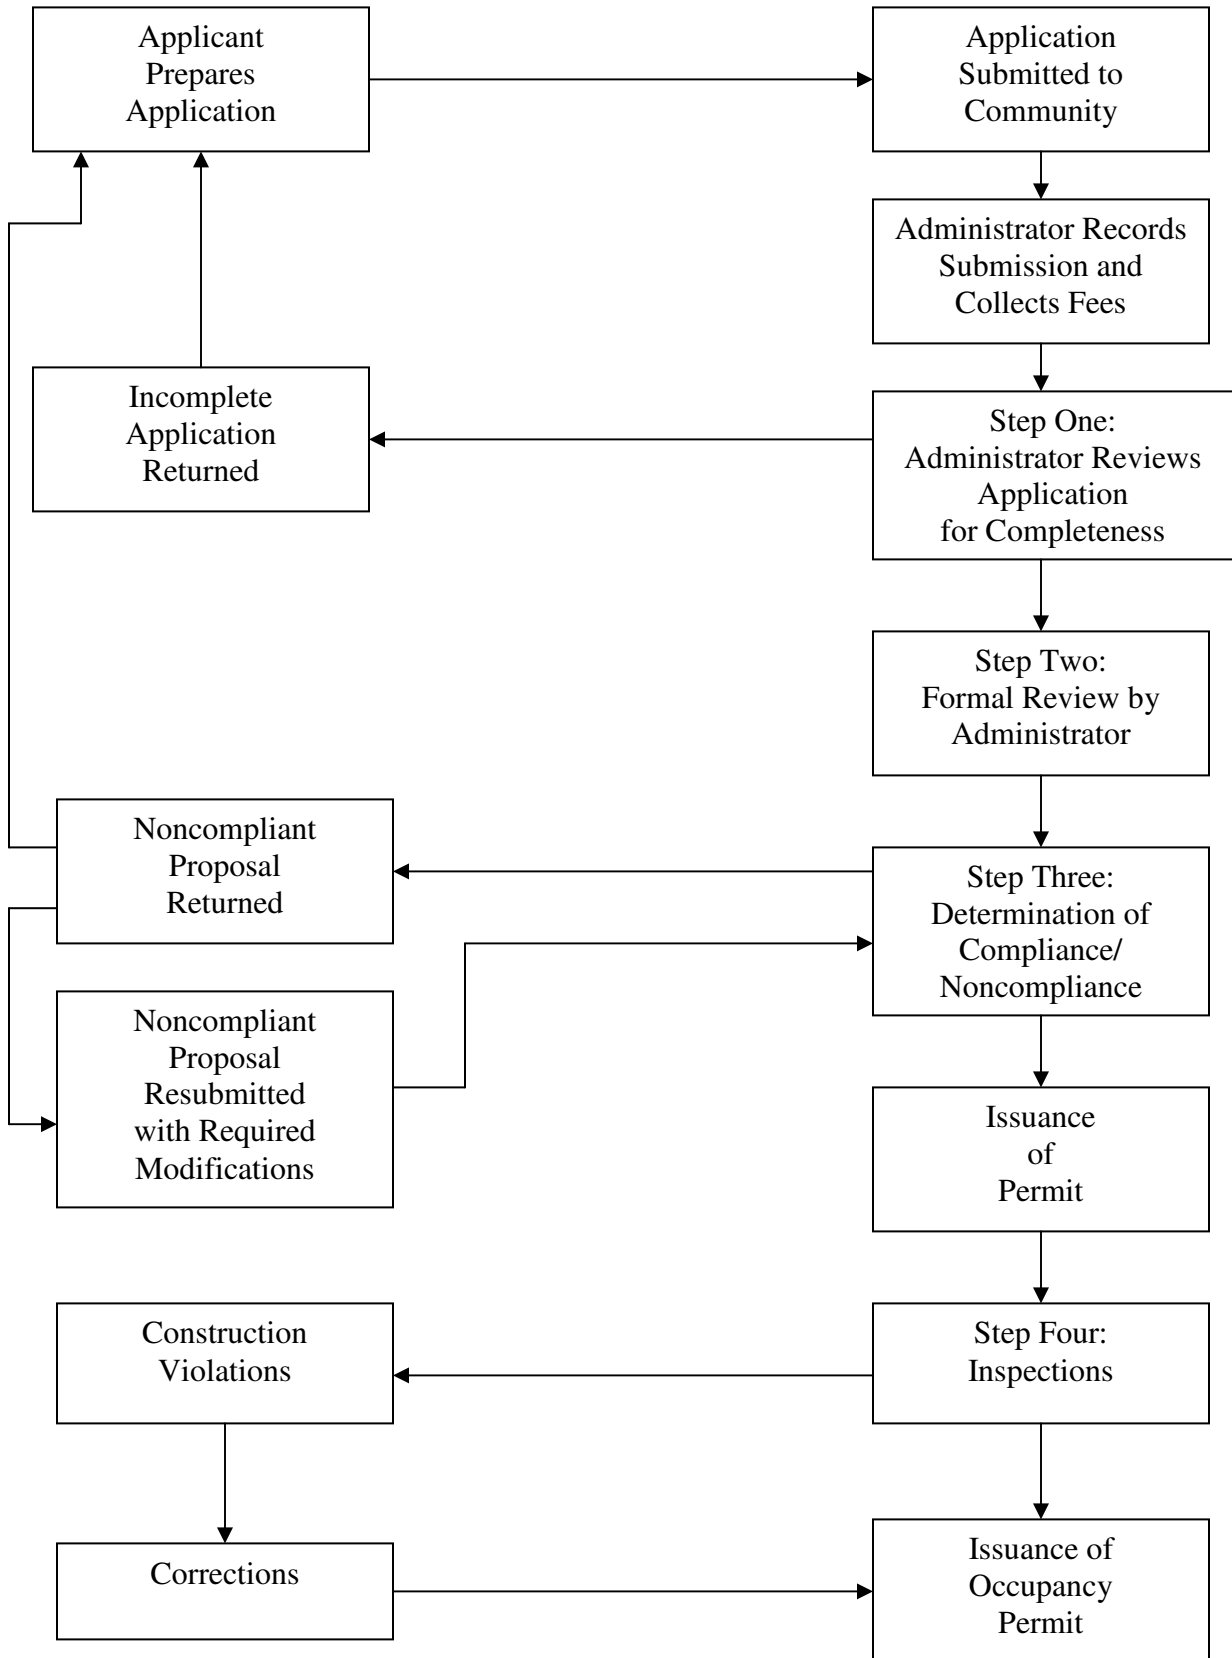 Applicant
Prepares
Application
Application
Submitted to
Community
Administrator Records
Submission and
Collects Fees
Incomplete
Application
Returned
Step One:
Administrator Reviews
Application
for Completeness
Step Two:
Formal Review by
Administrator
Noncompliant
Proposal
Returned
Step Three:
Determination of
Compliance/
Noncompliance
Noncompliant
Proposal
Resubmitted
with Required
Modifications
Issuance
of
Permit
Construction
Violations
Step Four:
Inspections
Corrections
Issuance of
Occupancy
Permit